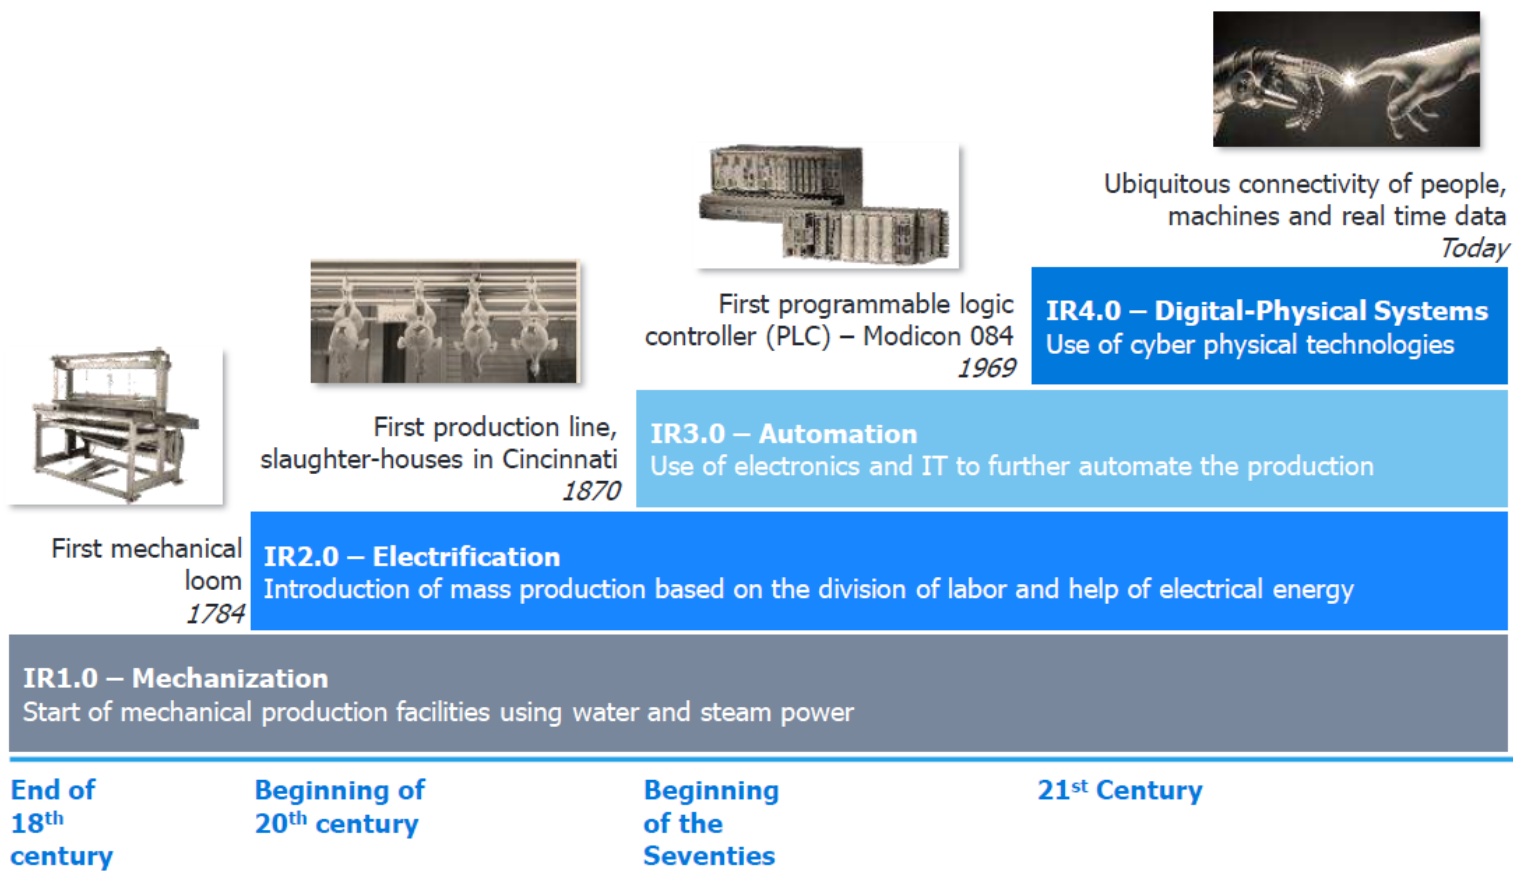 Ubiquitous connectivity of people,
machines and real time data
Today
IR4.0 – Digital-Physical Systems
Use of cyber physical technologies
First programmable logic
controller (PLC) – Modicon 084
1969
IR3.0 – Automation
Use of electronics and IT to further automate the production
First production line,
slaughter-houses in Cincinnati
1870
IR2.0 – Electrification
Introduction of mass production based on the division of labor and help of electrical energy
First mechanical
loom
1784
IR1.0 – Mechanization
Start of mechanical production facilities using water and steam power
End of
18th
century
Beginning of
20th century
Beginning
of the
Seventies
21st Century